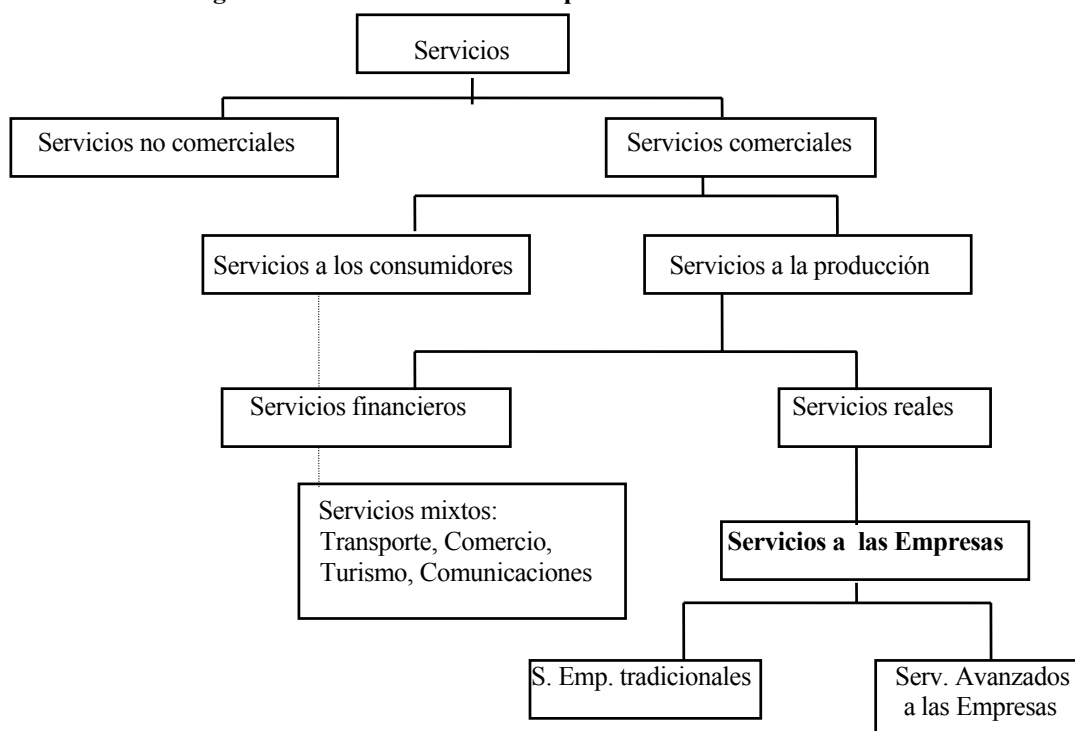 Servicios
Servicios no comerciales
Servicios comerciales
Servicios a los consumidores
Servicios a la producción
Servicios financieros
Servicios reales
Servicios mixtos:
Transporte, Comercio,
Turismo, Comunicaciones
Servicios a las Empresas
S. Emp. tradicionales
Serv. Avanzados
a las Empresas